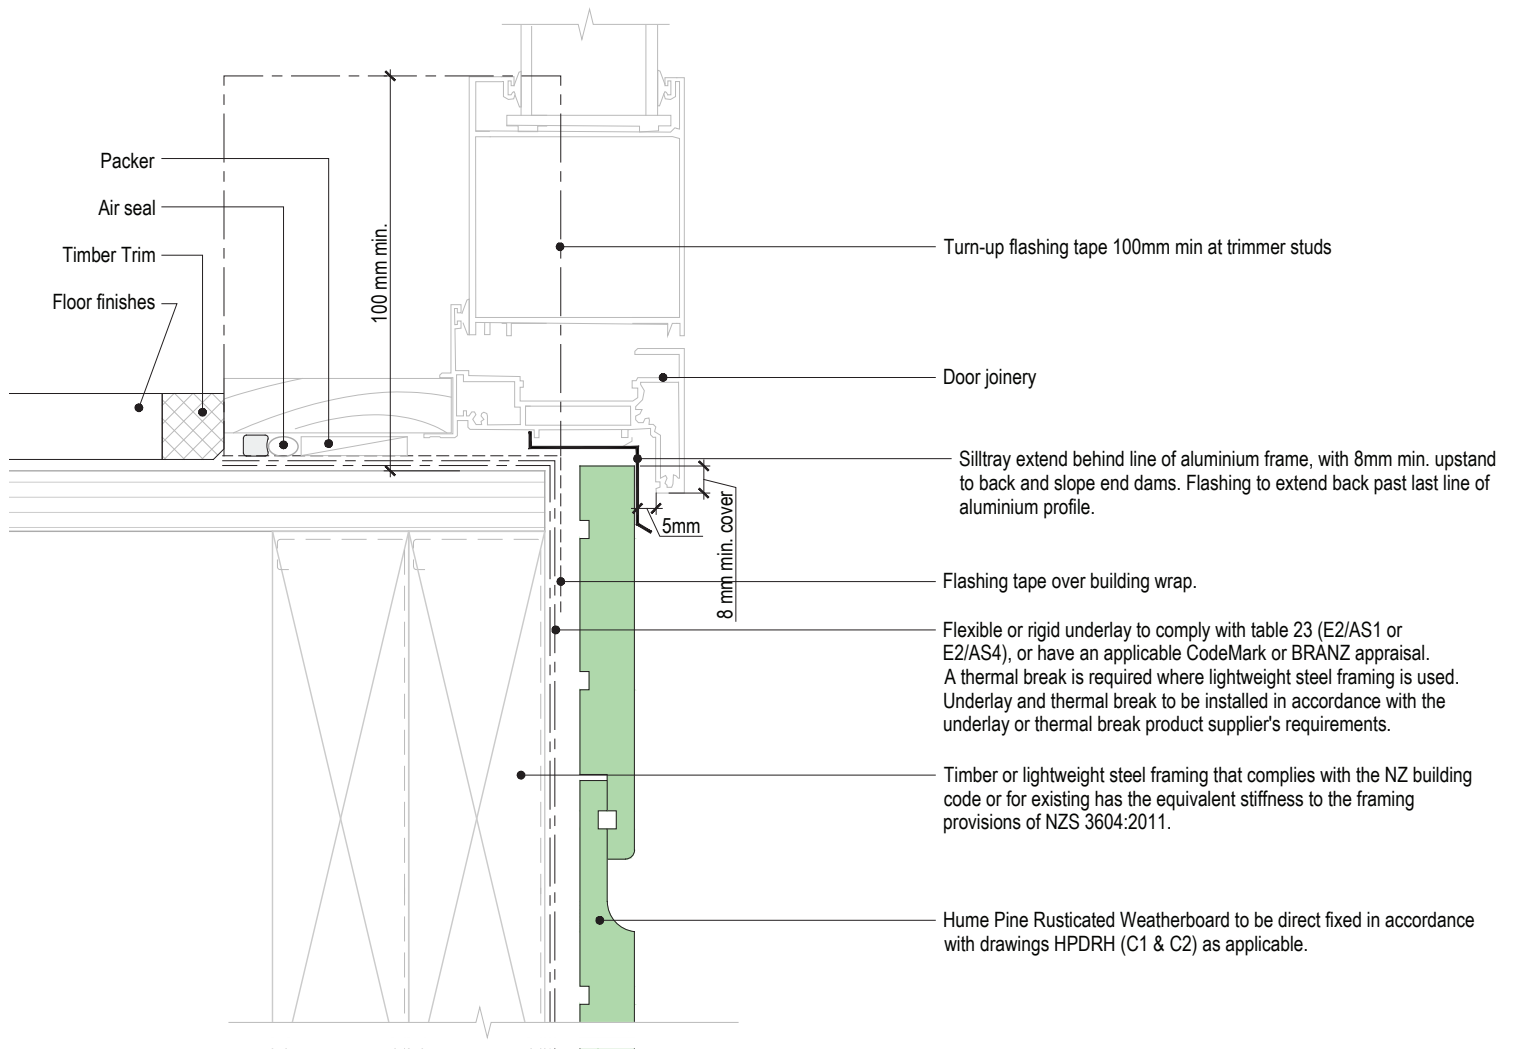 Packer
Air seal
Timber Trim
Floor finishes
100 mm min.
Turn-up flashing tape 100mm min at trimmer studs
Door joinery
Silltray extend behind line of aluminium frame, with 8mm min. upstand
to back and slope end dams. Flashing to extend back past last line of
aluminium profile.
5mm
8 mm min. cover
Flashing tape over building wrap.
Flexible or rigid underlay to comply with table 23 (E2/AS1 or
E2/AS4), or have an applicable CodeMark or BRANZ appraisal.
A thermal break is required where lightweight steel framing is used.
Underlay and thermal break to be installed in accordance with the
underlay or thermal break product supplier's requirements.
Timber or lightweight steel framing that complies with the NZ building
code or for existing has the equivalent stiffness to the framing
provisions of NZS 3604:2011.
Hume Pine Rusticated Weatherboard to be direct fixed in accordance
with drawings HPDRH (C1 & C2) as applicable.